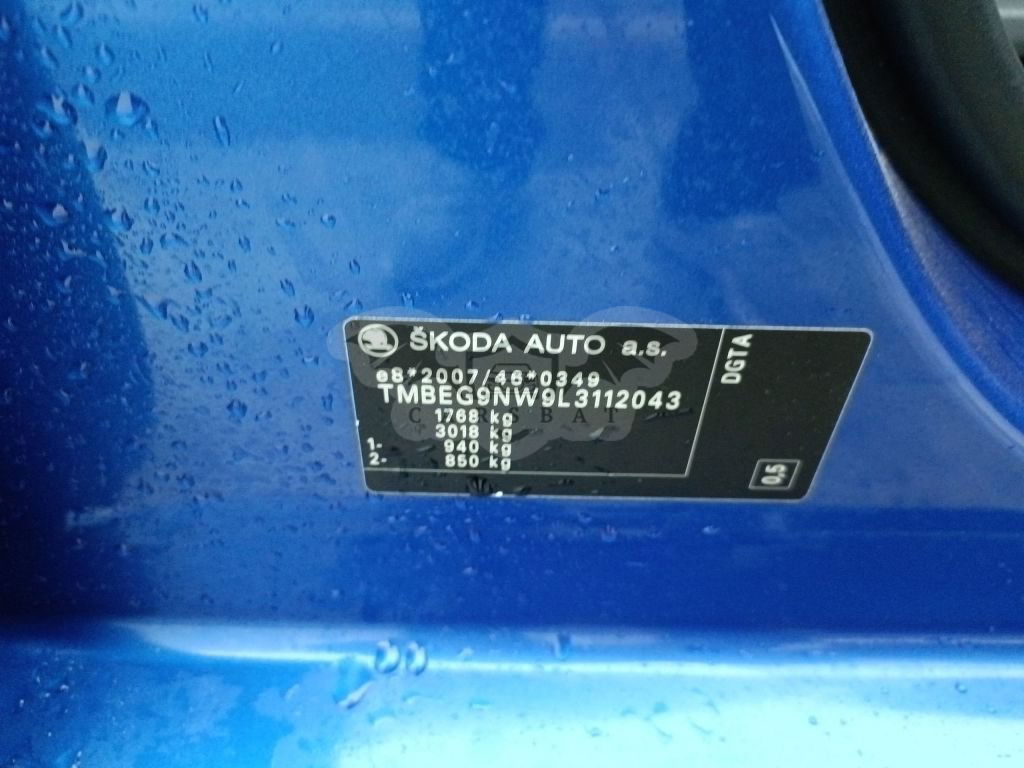 ŠKODA AUTO a.s.
e8*2007/46*0349
TMBEG9NW9L3112043
1768 kg
3018 kg
1- 940 kg
2- 850 kg
DGTA
0,5
CARSBAT